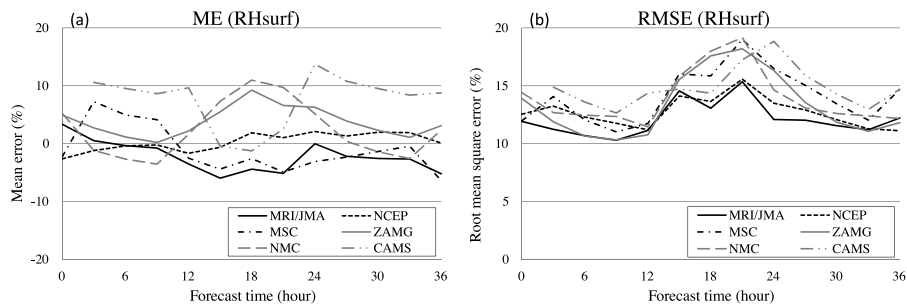 (a)
ME (RHsurf)
20
10
0
-10
-20
Mean error (%)
MRI/JMA
NCEP
MSC
ZAMG
NMC
CAMS
0 6 12 18 24 30 36
Forecast time (hour)
(b)
RMSE (RHsurf)
20
15
10
5
0
Root mean square error (%)
MRI/JMA
NCEP
MSC
ZAMG
NMC
CAMS
0 6 12 18 24 30 36
Forecast time (hour)